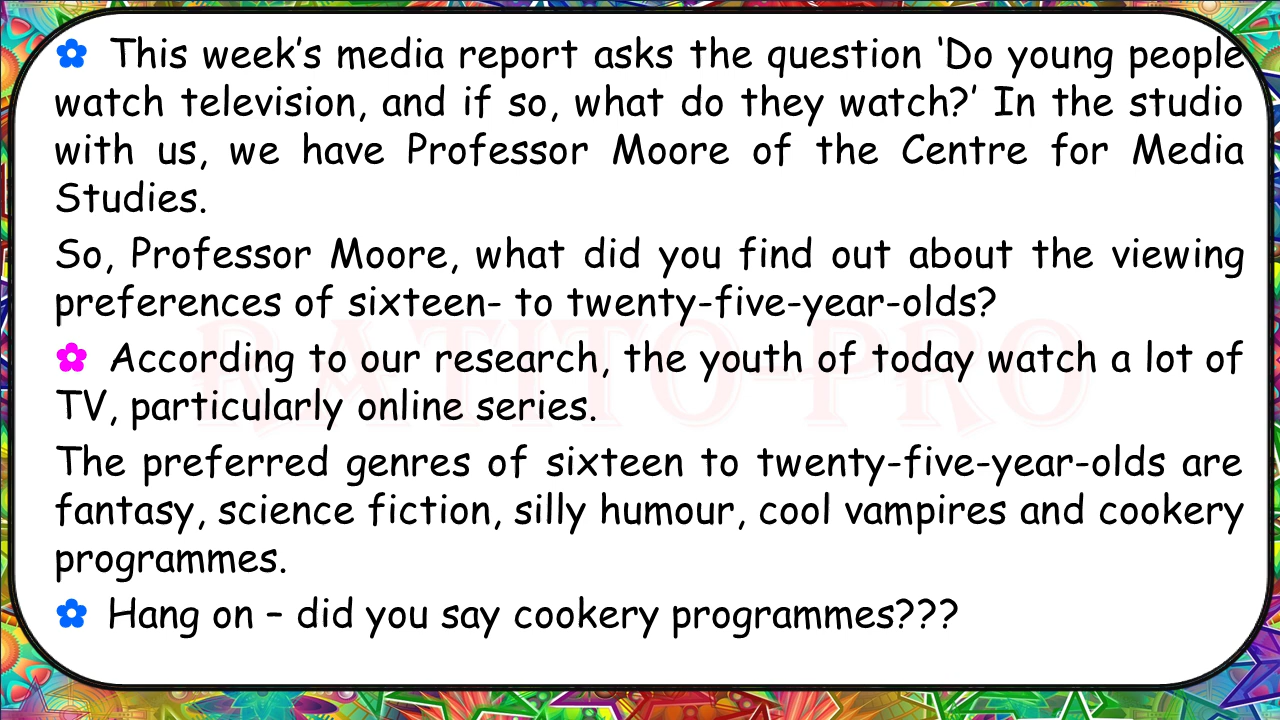 ✿ This week’s media report asks the question ‘Do young people
watch television, and if so, what do they watch?’ In the studio
with us, we have Professor Moore of the Centre for Media
Studies.
So, Professor Moore, what did you find out about the viewing
preferences of sixteen- to twenty-five-year-olds?
✿ According to our research, the youth of today watch a lot of
TV, particularly online series.
The preferred genres of sixteen to twenty-five-year-olds are
fantasy, science fiction, silly humour, cool vampires and cookery
programmes.
✿ Hang on – did you say cookery programmes???
RATITO-PRO